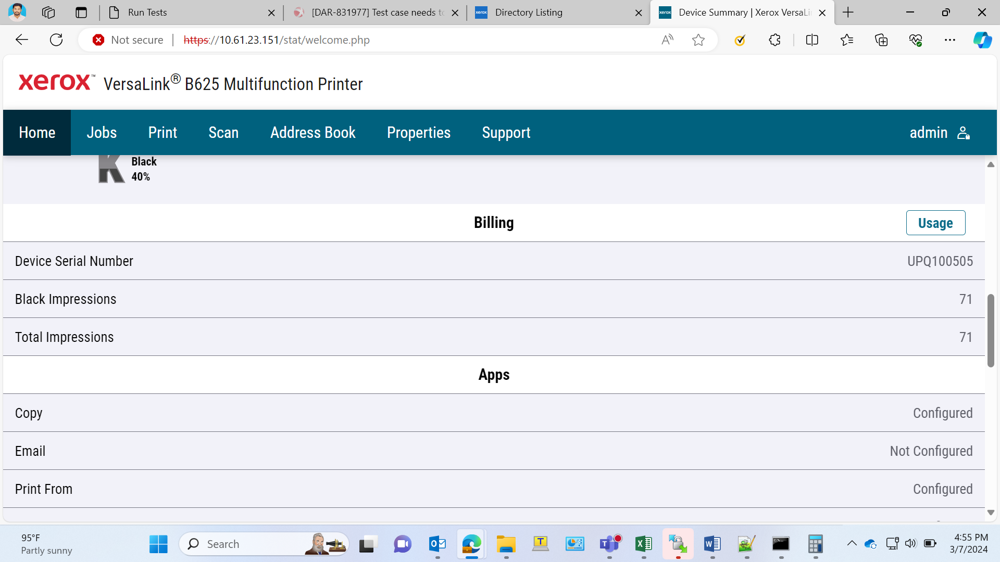 Run Tests
[DAR-831977] Test case needs to
Directory Listing
Device Summary | Xerox VersaLi
Not secure
https://10.61.23.151/stat/welcome.php
xerox™ VersaLink® B625 Multifunction Printer
Home Jobs Print Scan Address Book Properties Support admin
Black
40%
Billing Usage
Device Serial Number UPQ100505
Black Impressions 71
Total Impressions 71
Apps
Copy Configured
Email Not Configured
Print From Configured
95°F
Partly sunny
Search
4:55 PM
3/7/2024